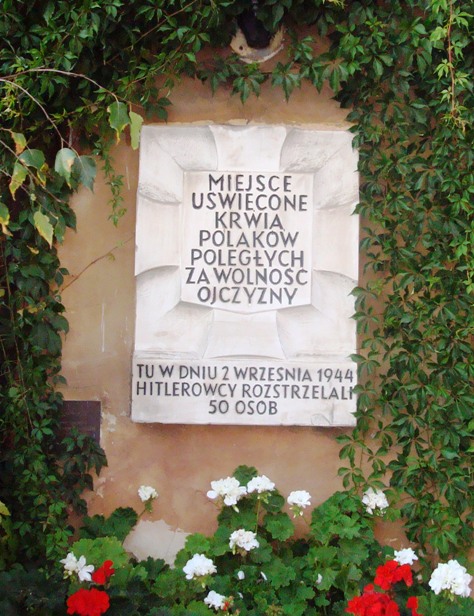 MIEJSCE
UŚWIĘCONE
KRWIĄ
POLAKÓW
POLEGŁYCH
ZA WOLNOŚĆ
OJCZYZNY
TU W DNIU 2 WRZEŚNIA 1944
HITLEROWCY ROZSTRZELALI
50 OSÓB